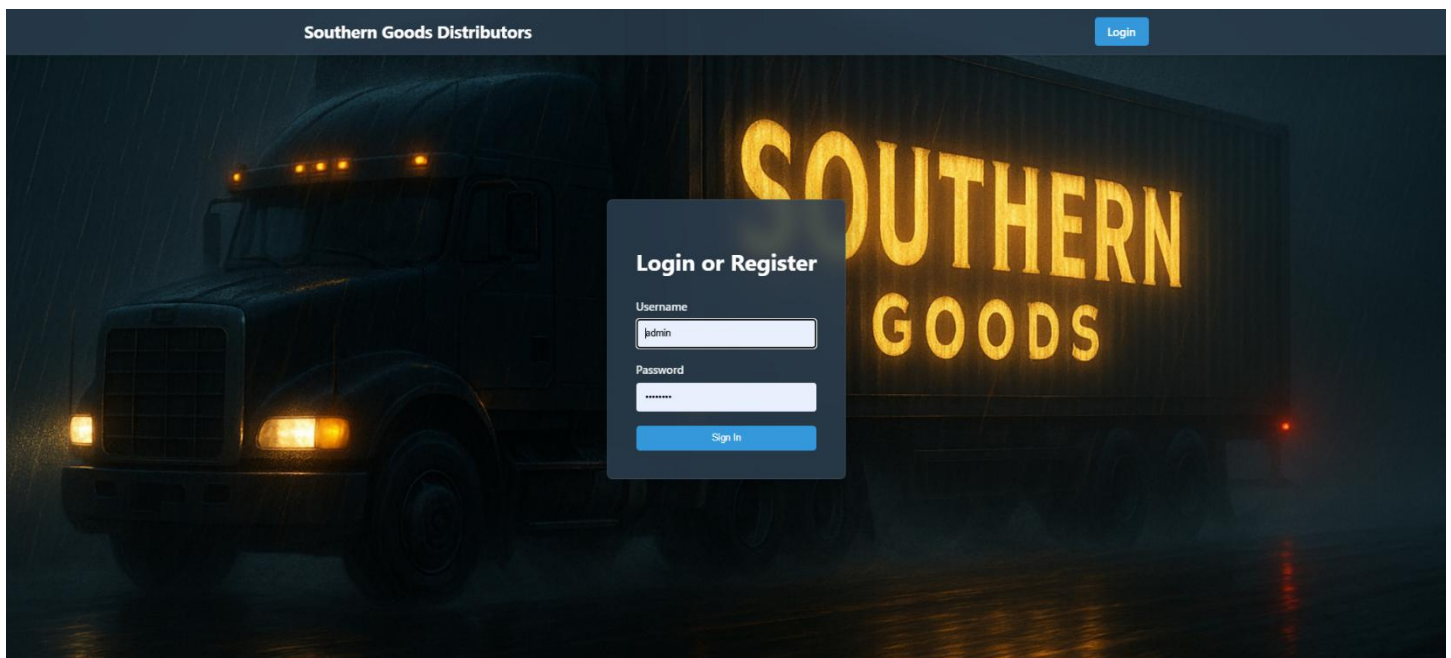 Southern Goods Distributors
Login
SOUTHERN
GOODS
Login or Register
Username
admin
Password
••••••••
Sign In